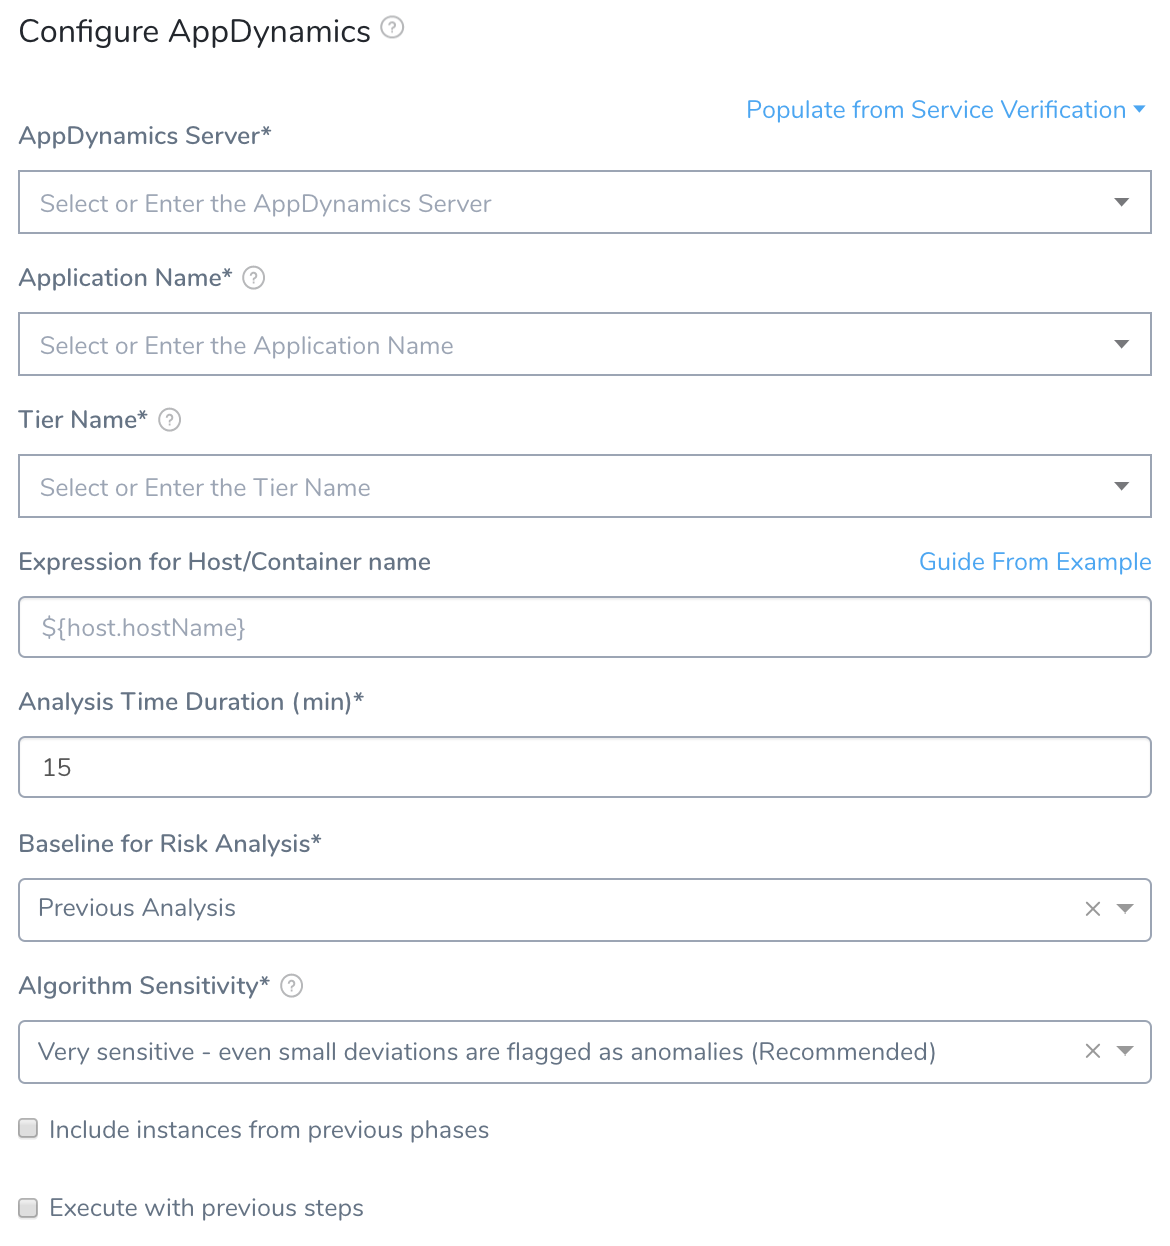 Configure AppDynamics ?
Populate from Service Verification
AppDynamics Server*
Select or Enter the AppDynamics Server
Application Name* ?
Select or Enter the Application Name
Tier Name* ?
Select or Enter the Tier Name
Expression for Host/Container name Guide From Example
${host.hostName}
Analysis Time Duration (min)*
15
Baseline for Risk Analysis*
Previous Analysis
Algorithm Sensitivity* ?
Very sensitive - even small deviations are flagged as anomalies (Recommended)
Include instances from previous phases
Execute with previous steps